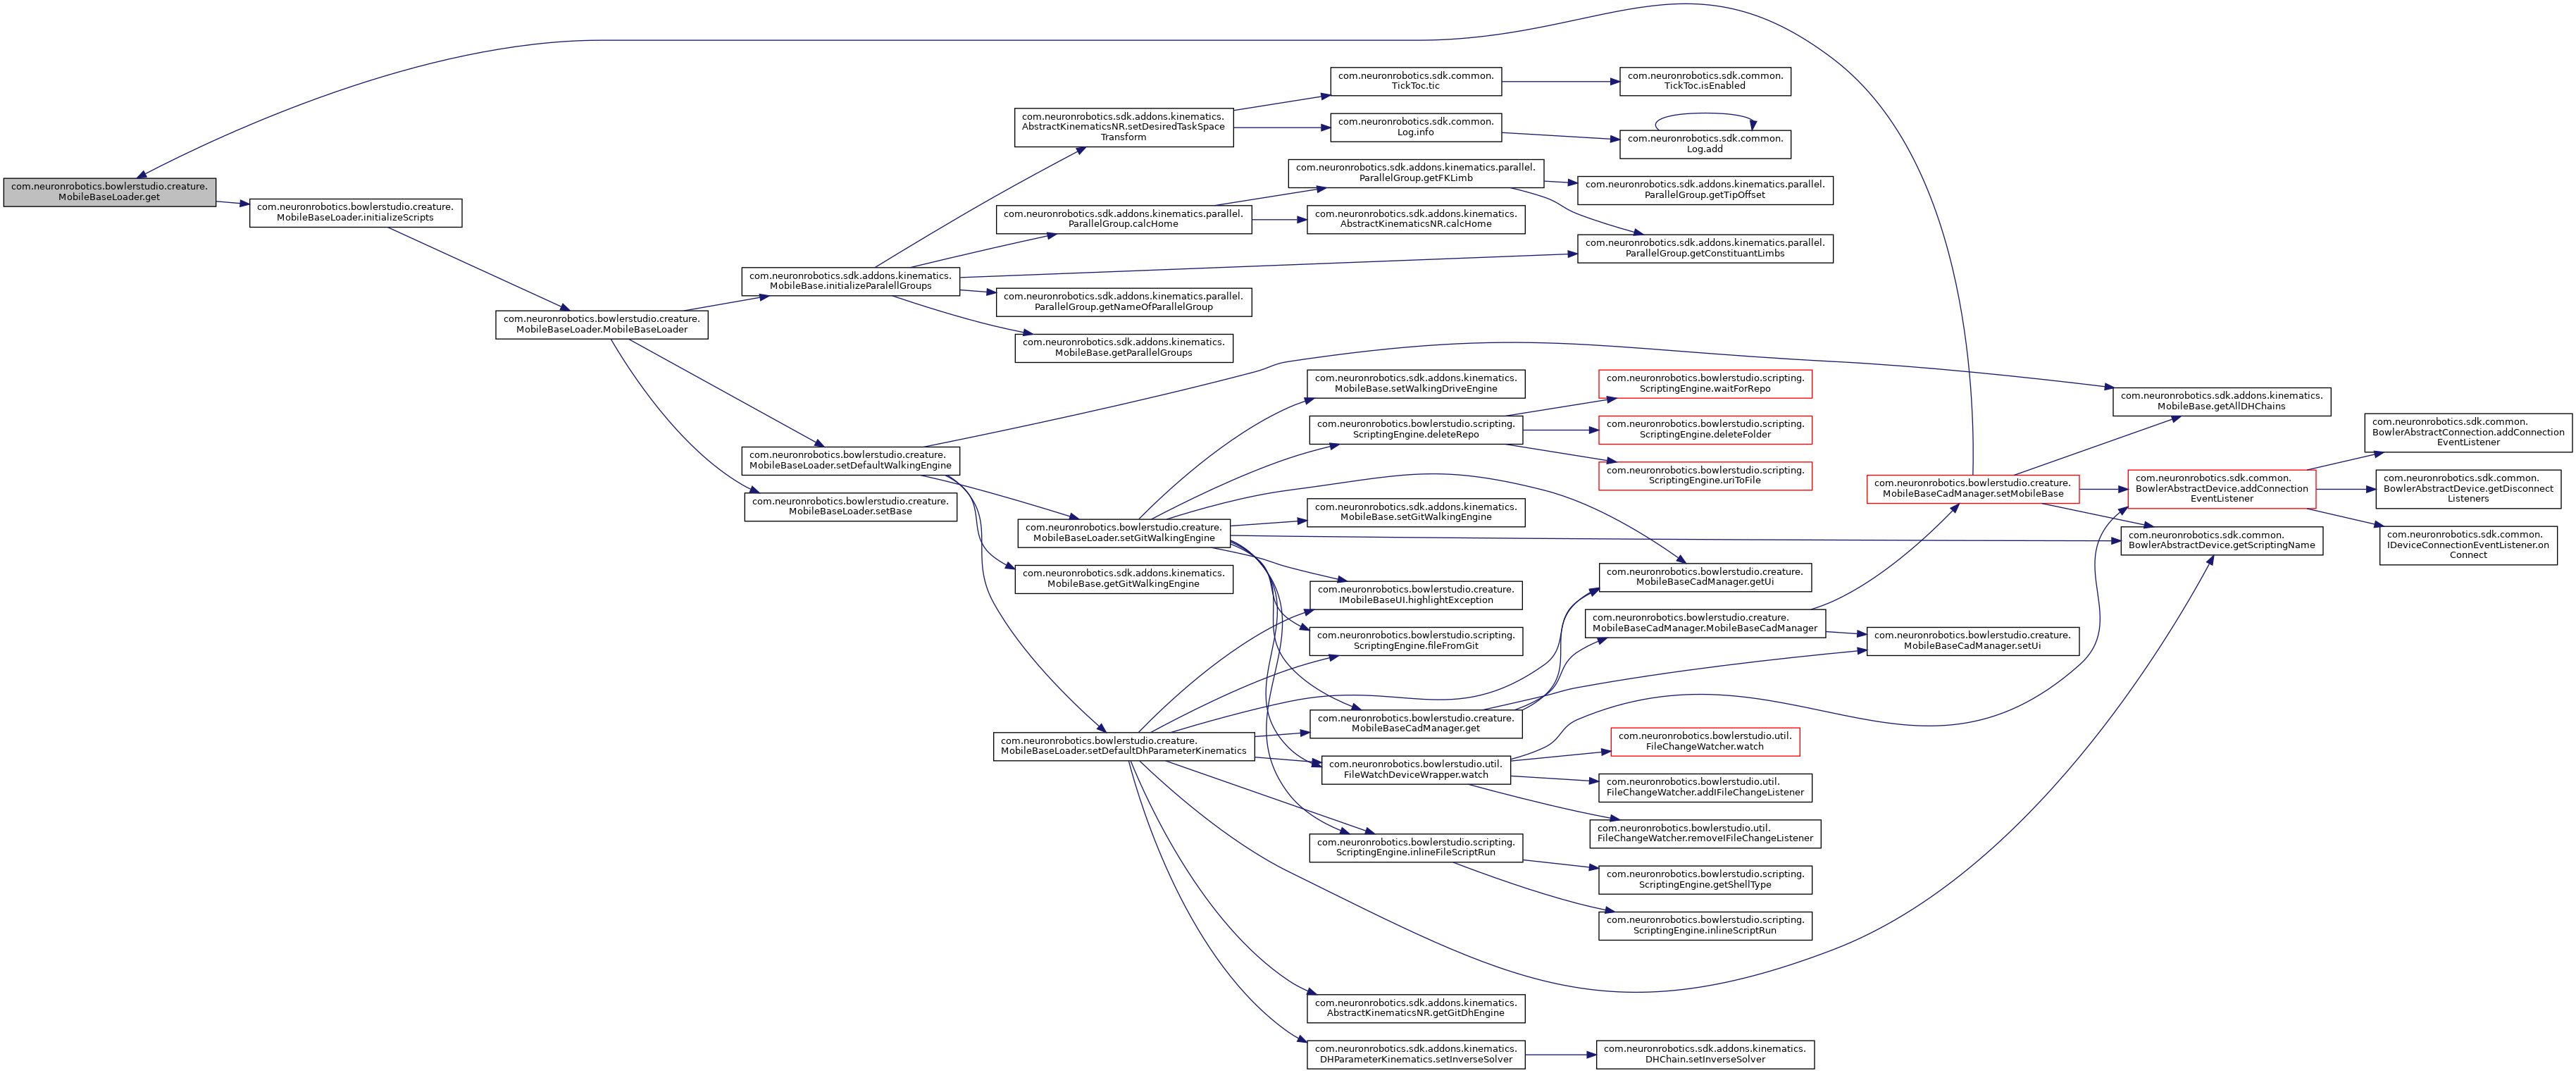 com.neuronrobotics.bowlerstudio.creature.
MobileBaseLoader.get
com.neuronrobotics.bowlerstudio.creature.
MobileBaseLoader.initializeScripts
com.neuronrobotics.bowlerstudio.creature.
MobileBaseLoader.MobileBaseLoader
com.neuronrobotics.sdk.addons.kinematics.
MobileBase.initializeParalellGroups
com.neuronrobotics.bowlerstudio.creature.
MobileBaseLoader.setDefaultWalkingEngine
com.neuronrobotics.bowlerstudio.creature.
MobileBaseLoader.setBase
com.neuronrobotics.sdk.addons.kinematics.
AbstractKinematicsNR.setDesiredTaskSpace
Transform
com.neuronrobotics.sdk.addons.kinematics.parallel.
ParallelGroup.calcHome
com.neuronrobotics.sdk.addons.kinematics.parallel.
ParallelGroup.getNameOfParallelGroup
com.neuronrobotics.sdk.addons.kinematics.
MobileBase.getParallelGroups
com.neuronrobotics.bowlerstudio.creature.
MobileBaseLoader.setGitWalkingEngine
com.neuronrobotics.sdk.addons.kinematics.
MobileBase.getGitWalkingEngine
com.neuronrobotics.bowlerstudio.creature.
MobileBaseLoader.setDefaultDhParameterKinematics
com.neuronrobotics.sdk.common.
TickToc.tic
com.neuronrobotics.sdk.common.
Log.info
com.neuronrobotics.sdk.addons.kinematics.parallel.
ParallelGroup.getFKLimb
com.neuronrobotics.sdk.addons.kinematics.
AbstractKinematicsNR.calcHome
com.neuronrobotics.sdk.addons.kinematics.
MobileBase.setWalkingDriveEngine
com.neuronrobotics.bowlerstudio.scripting.
ScriptingEngine.deleteRepo
com.neuronrobotics.sdk.addons.kinematics.
MobileBase.setGitWalkingEngine
com.neuronrobotics.bowlerstudio.creature.
IMobileBaseUI.highlightException
com.neuronrobotics.bowlerstudio.scripting.
ScriptingEngine.fileFromGit
com.neuronrobotics.bowlerstudio.creature.
MobileBaseCadManager.get
com.neuronrobotics.bowlerstudio.util.
FileWatchDeviceWrapper.watch
com.neuronrobotics.bowlerstudio.scripting.
ScriptingEngine.inlineFileScriptRun
com.neuronrobotics.sdk.addons.kinematics.
AbstractKinematicsNR.getGitDhEngine
com.neuronrobotics.sdk.addons.kinematics.
DHParameterKinematics.setInverseSolver
com.neuronrobotics.sdk.common.
TickToc.isEnabled
com.neuronrobotics.sdk.common.
Log.add
com.neuronrobotics.sdk.addons.kinematics.parallel.
ParallelGroup.getTipOffset
com.neuronrobotics.sdk.addons.kinematics.parallel.
ParallelGroup.getConstituantLimbs
com.neuronrobotics.bowlerstudio.scripting.
ScriptingEngine.waitForRepo
com.neuronrobotics.bowlerstudio.scripting.
ScriptingEngine.deleteFolder
com.neuronrobotics.bowlerstudio.scripting.
ScriptingEngine.uriToFile
com.neuronrobotics.bowlerstudio.creature.
MobileBaseCadManager.getUi
com.neuronrobotics.bowlerstudio.creature.
MobileBaseCadManager.MobileBaseCadManager
com.neuronrobotics.bowlerstudio.util.
FileChangeWatcher.watch
com.neuronrobotics.bowlerstudio.util.
FileChangeWatcher.addIFileChangeListener
com.neuronrobotics.bowlerstudio.util.
FileChangeWatcher.removeIFileChangeListener
com.neuronrobotics.bowlerstudio.scripting.
ScriptingEngine.getShellType
com.neuronrobotics.bowlerstudio.scripting.
ScriptingEngine.inlineScriptRun
com.neuronrobotics.sdk.addons.kinematics.
DHChain.setInverseSolver
com.neuronrobotics.bowlerstudio.creature.
MobileBaseCadManager.setMobileBase
com.neuronrobotics.bowlerstudio.creature.
MobileBaseCadManager.setUi
com.neuronrobotics.sdk.addons.kinematics.
MobileBase.getAllDHChains
com.neuronrobotics.sdk.common.
BowlerAbstractDevice.addConnection
EventListener
com.neuronrobotics.sdk.common.
BowlerAbstractDevice.getScriptingName
com.neuronrobotics.sdk.common.
BowlerAbstractConnection.addConnection
EventListener
com.neuronrobotics.sdk.common.
BowlerAbstractDevice.getDisconnect
Listeners
com.neuronrobotics.sdk.common.
IDeviceConnectionEventListener.on
Connect